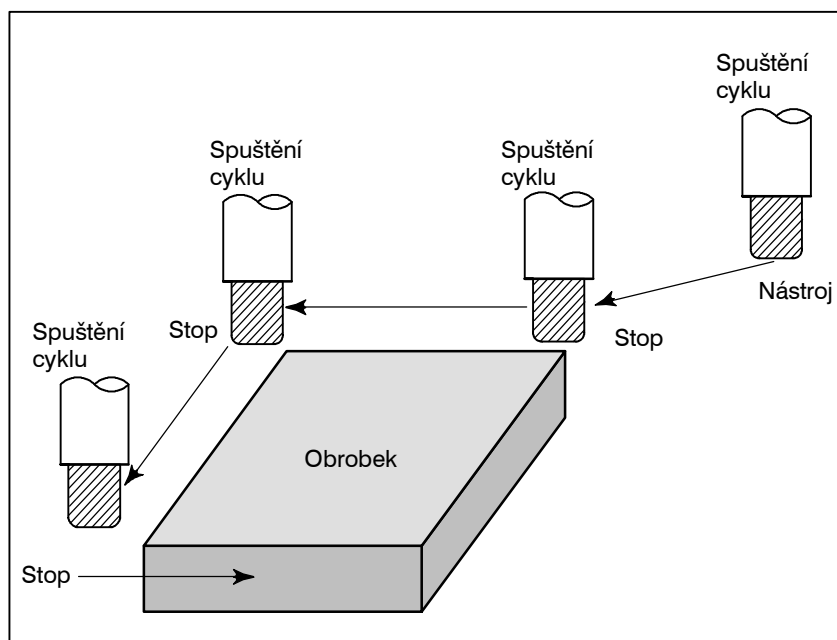 Spuštění
cyklu
Spuštění
cyklu
Spuštění
cyklu
Nástroj
Stop
Stop
Spuštění
cyklu
Obrobek
Stop